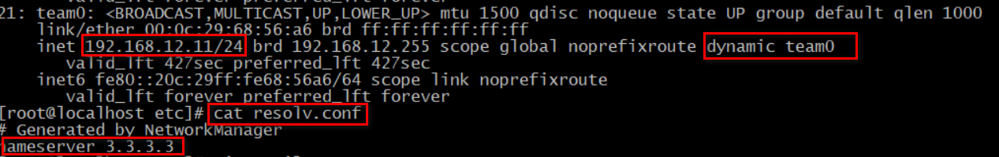 valid_lft forever preferred_lft forever
21: team0: <BROADCAST,MULTICAST,UP,LOWER_UP> mtu 1500 qdisc noqueue state UP group default qlen 1000
link/ether 00:0c:29:68:56:a6 brd ff:ff:ff:ff:ff:ff
inet 192.168.12.11/24 brd 192.168.12.255 scope global noprefixroute dynamic team0
valid_lft 427sec preferred_lft 427sec
inet6 fe80::20c:29ff:fe68:56a6/64 scope link noprefixroute
valid_lft forever preferred_lft forever
[root@localhost etc]# cat resolv.conf
# Generated by NetworkManager
nameserver 3.3.3.3